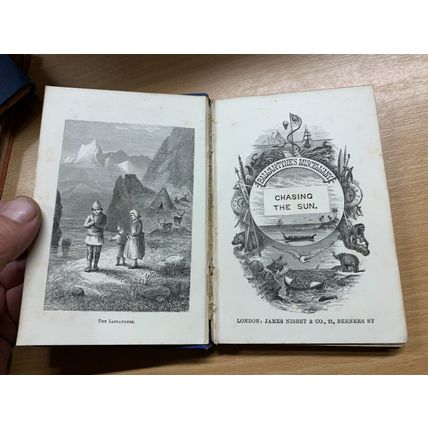 THE LAPLANDERS.
BALLANTYNE'S MISCELLANY
CHASING
THE SUN.
LONDON: JAMES NISBET & CO., 21, BERNERS ST